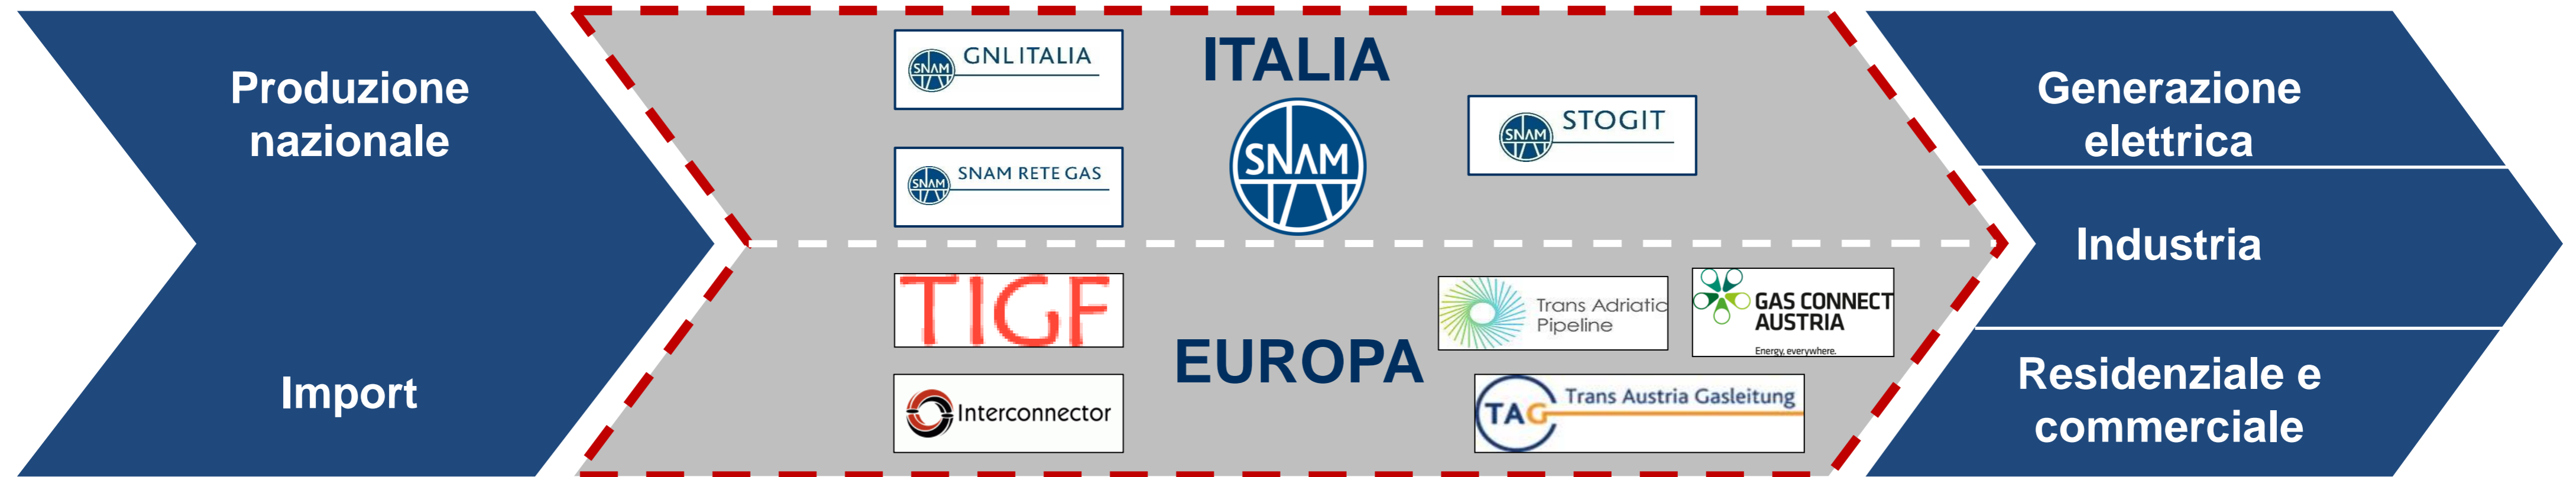 Produzione
nazionale
Import
ITALIA
SNAM
GNL ITALIA
SNAM
SNAM RETE GAS
SNAM
SNAM
STOGIT
EUROPA
TIGF
Interconnector
Trans Adriatic
Pipeline
GAS CONNECT
AUSTRIA
Energy, everywhere.
TAG
Trans Austria Gasleitung
Generazione
elettrica
Industria
Residenziale e
commerciale